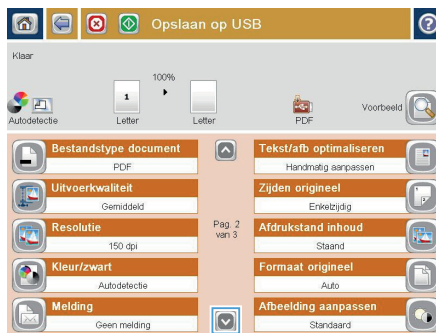 Opslaan op USB
Klaar
100%
1
Autodetectie
Letter
Letter
PDF
Voorbeeld
Bestandstype document
PDF
Tekst/afb optimaliseren
Handmatig aanpassen
Uitvoerkwaliteit
Gemiddeld
Zijden origineel
Enkelzijdig
Resolutie
150 dpi
Pag. 2
van 3
Afdrukstand inhoud
Staand
Kleur/zwart
Autodetectie
Formaat origineel
Auto
Melding
Geen melding
Afbeelding aanpassen
Standaard